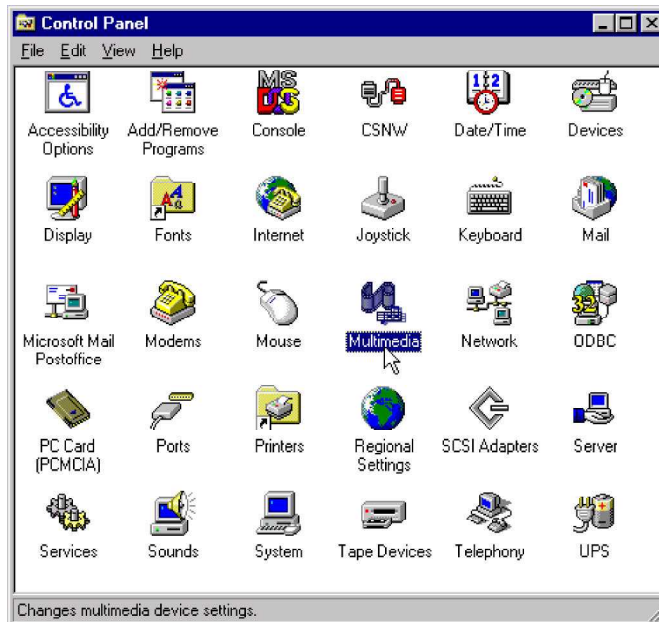 Control Panel
File Edit View Help
MS
DOS
12
Accessibility
Options
Add/Remove
Programs
Console
CSNW
Date/Time
Devices
Display
Fonts
Internet
Joystick
Keyboard
Mail
32
Microsoft Mail
Postoffice
Modems
Mouse
Multimedia
Network
ODBC
PC Card
(PCMCIA)
Ports
Printers
Regional
Settings
SCSI Adapters
Server
Services
Sounds
System
Tape Devices
Telephony
UPS
Changes multimedia device settings.